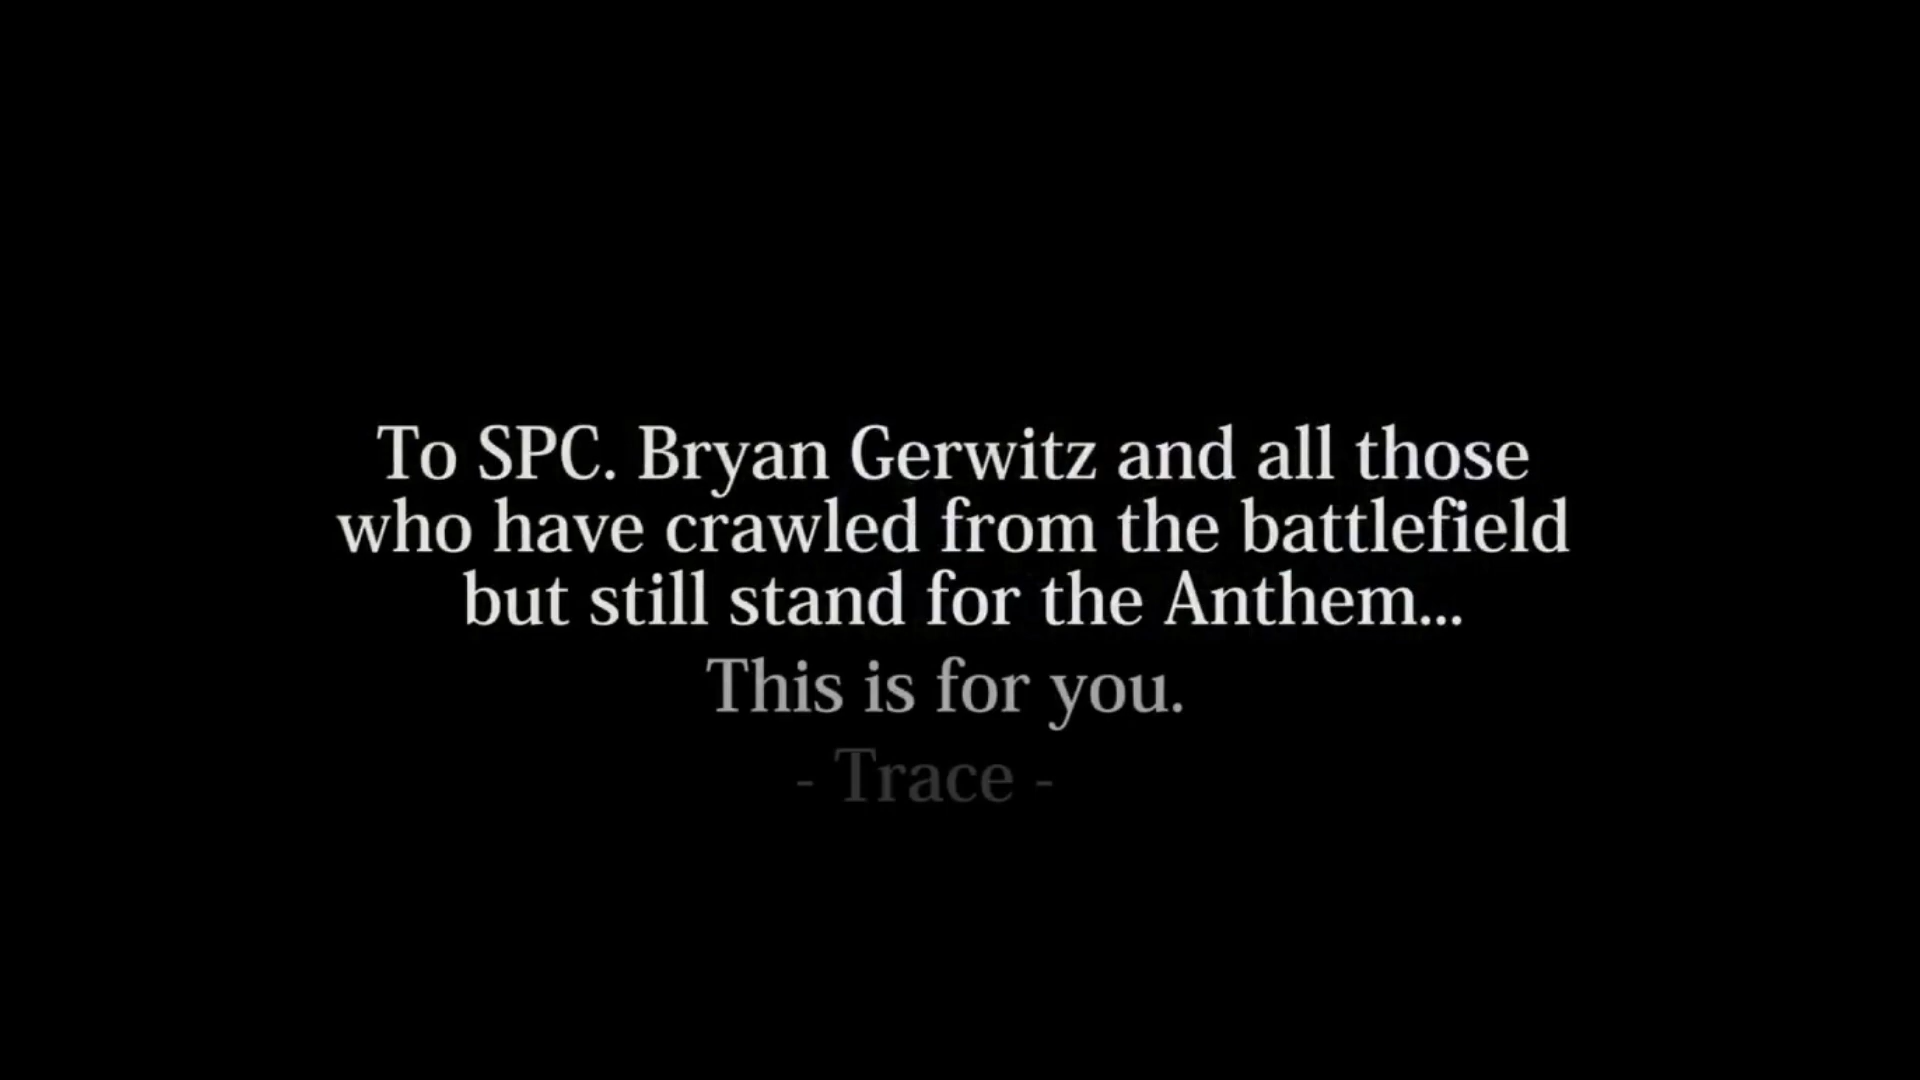 To SPC. Bryan Gerwitz and all those
who have crawled from the battlefield
but still stand for the Anthem...
This is for you.
- Trace -